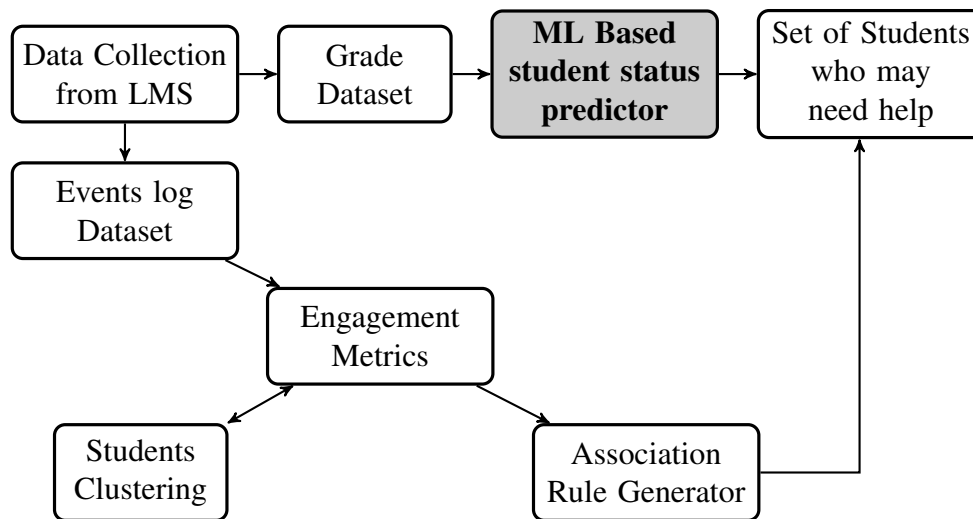 Data Collection
from LMS
Grade
Dataset
ML Based
student status
predictor
Set of Students
who may
need help
Events log
Dataset
Engagement
Metrics
Students
Clustering
Association
Rule Generator